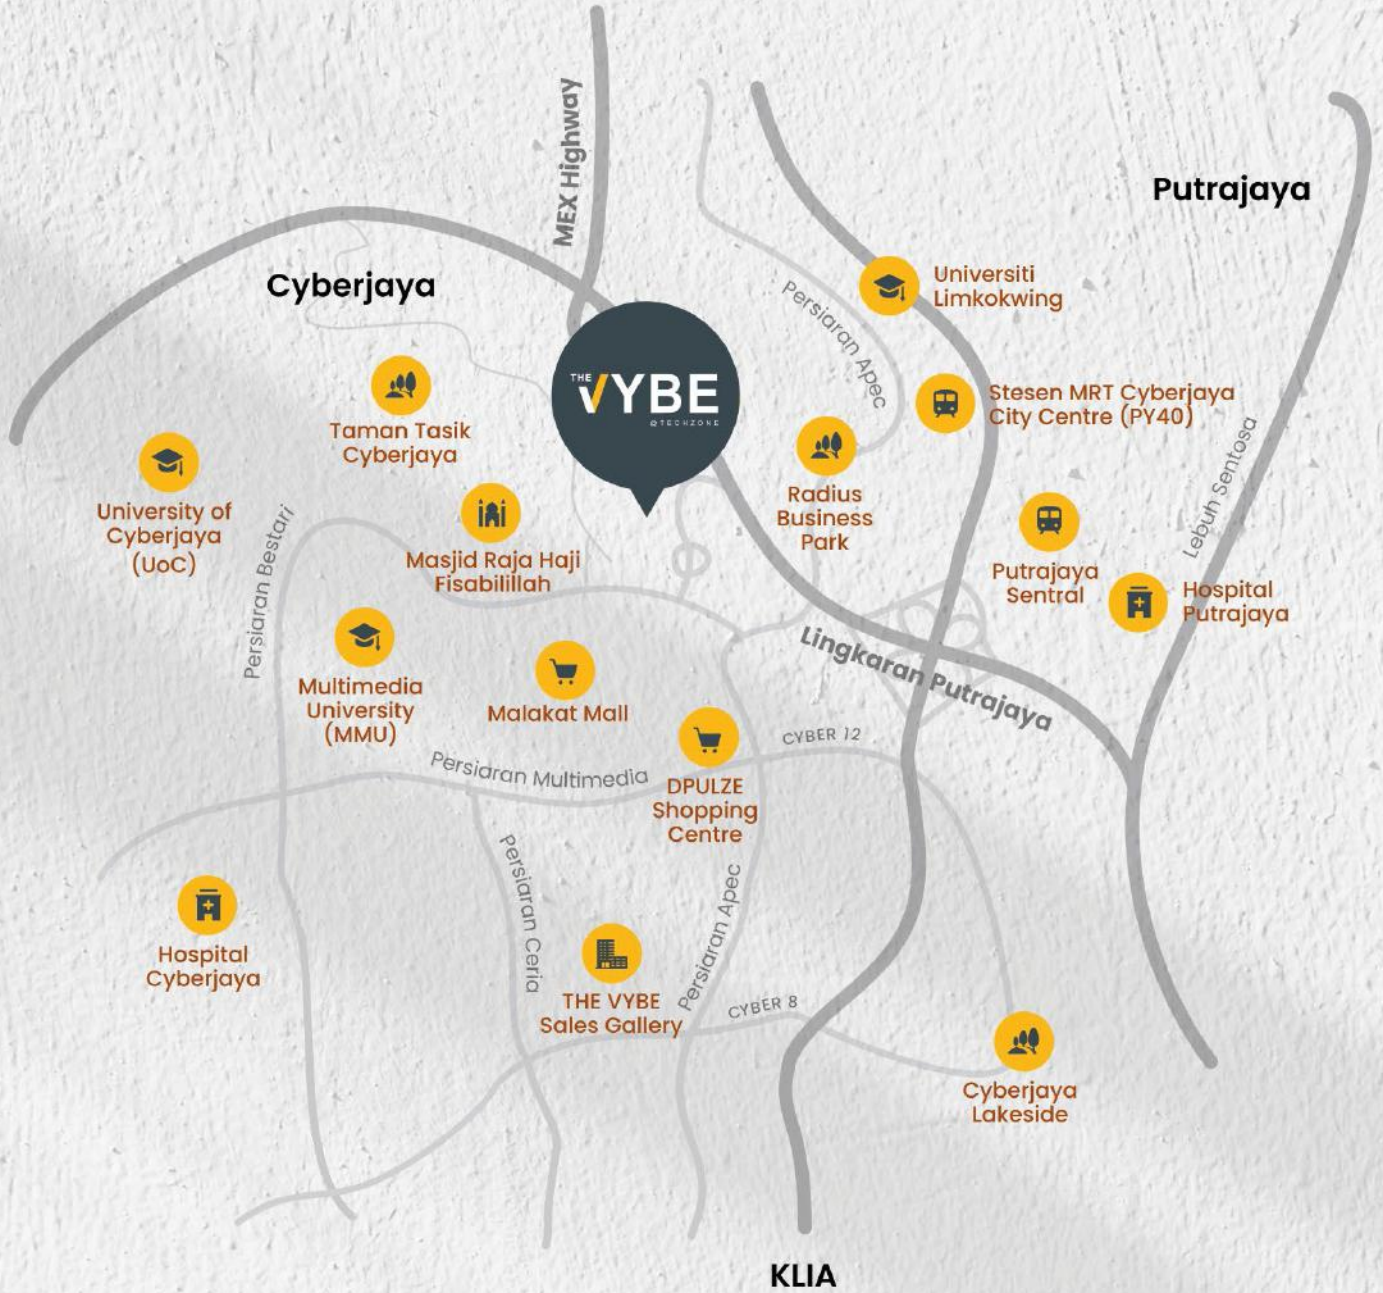 MEX Highway
Putrajaya
Cyberjaya
Universiti
Limkokwing
Persiaran Apec
THE VYBE
@TECHZONE
Stesen MRT Cyberjaya
City Centre (PY40)
Taman Tasik
Cyberjaya
Lebuh Sentosa
University of
Cyberjaya
(UoC)
Radius
Business
Park
Persiaran Bestari
Masjid Raja Haji
Fisabilillah
Putrajaya
Sentral
Hospital
Putrajaya
Lingkaran Putrajaya
Multimedia
University
(MMU)
Malakat Mall
CYBER 12
Persiaran Multimedia
DPULZE
Shopping
Centre
Persiaran Ceria
Persiaran Apec
Hospital
Cyberjaya
THE VYBE
Sales Gallery
CYBER 8
Cyberjaya
Lakeside
KLIA